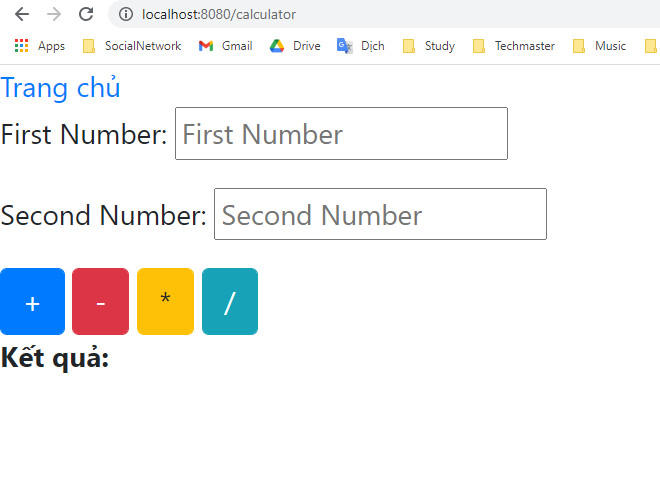 localhost:8080/calculator
Apps SocialNetwork Gmail Drive Dịch Study Techmaster Music
Trang chủ
First Number: First Number
Second Number: Second Number
+ - * /
Kết quả: